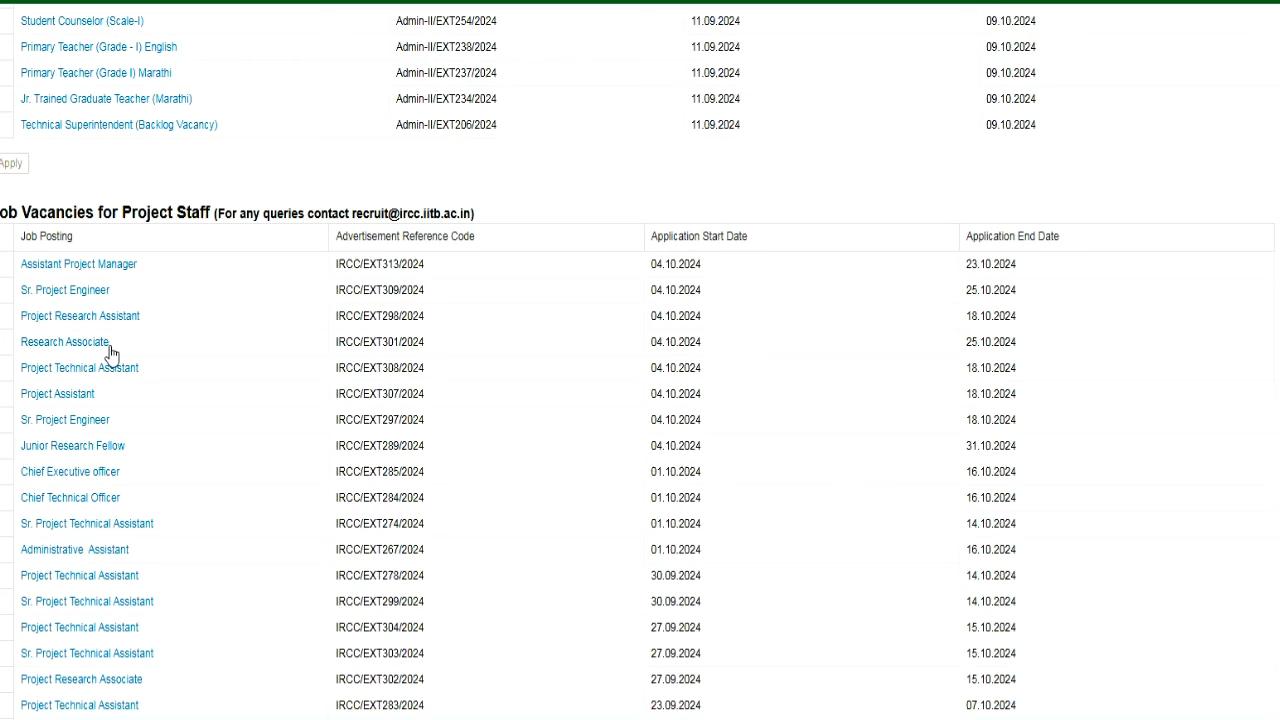 Student Counselor (Scale-I) Admin-II/EXT254/2024 11.09.2024 09.10.2024
Primary Teacher (Grade - I) English Admin-II/EXT238/2024 11.09.2024 09.10.2024
Primary Teacher (Grade I) Marathi Admin-II/EXT237/2024 11.09.2024 09.10.2024
Jr. Trained Graduate Teacher (Marathi) Admin-II/EXT234/2024 11.09.2024 09.10.2024
Technical Superintendent (Backlog Vacancy) Admin-II/EXT206/2024 11.09.2024 09.10.2024
Apply
ob Vacancies for Project Staff (For any queries contact recruit@ircc.iitb.ac.in)
Job Posting Advertisement Reference Code Application Start Date Application End Date
Assistant Project Manager IRCC/EXT313/2024 04.10.2024 23.10.2024
Sr. Project Engineer IRCC/EXT309/2024 04.10.2024 25.10.2024
Project Research Assistant IRCC/EXT298/2024 04.10.2024 18.10.2024
Research Associate IRCC/EXT301/2024 04.10.2024 25.10.2024
Project Technical Assistant IRCC/EXT308/2024 04.10.2024 18.10.2024
Project Assistant IRCC/EXT307/2024 04.10.2024 18.10.2024
Sr. Project Engineer IRCC/EXT297/2024 04.10.2024 18.10.2024
Junior Research Fellow IRCC/EXT289/2024 04.10.2024 31.10.2024
Chief Executive officer IRCC/EXT285/2024 01.10.2024 16.10.2024
Chief Technical Officer IRCC/EXT284/2024 01.10.2024 16.10.2024
Sr. Project Technical Assistant IRCC/EXT274/2024 01.10.2024 14.10.2024
Administrative Assistant IRCC/EXT267/2024 01.10.2024 16.10.2024
Project Technical Assistant IRCC/EXT278/2024 30.09.2024 14.10.2024
Sr. Project Technical Assistant IRCC/EXT299/2024 30.09.2024 14.10.2024
Project Technical Assistant IRCC/EXT304/2024 27.09.2024 15.10.2024
Sr. Project Technical Assistant IRCC/EXT303/2024 27.09.2024 15.10.2024
Project Research Associate IRCC/EXT302/2024 27.09.2024 15.10.2024
Project Technical Assistant IRCC/EXT283/2024 23.09.2024 07.10.2024